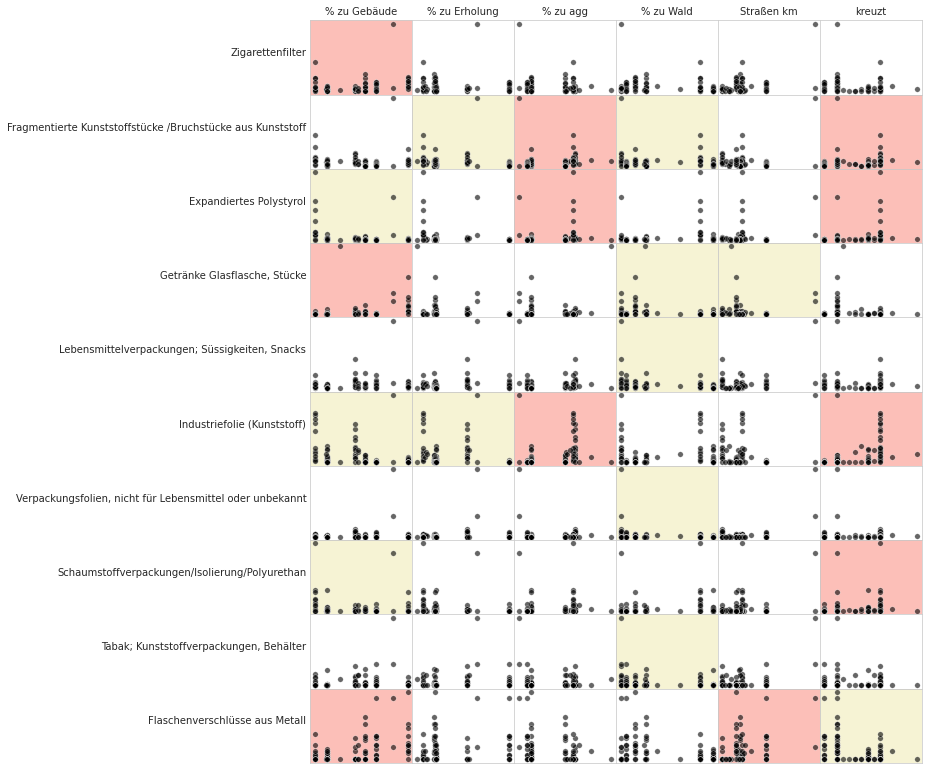 % zu Gebäude % zu Erholung % zu agg % zu Wald Straßen km kreuzt
Zigarettenfilter
Fragmentierte Kunststoffstücke /Bruchstücke aus Kunststoff
Expandiertes Polystyrol
Getränke Glasflasche, Stücke
Lebensmittelverpackungen; Süssigkeiten, Snacks
Industriefolie (Kunststoff)
Verpackungsfolien, nicht für Lebensmittel oder unbekannt
Schaumstoffverpackungen/Isolierung/Polyurethan
Tabak; Kunststoffverpackungen, Behälter
Flaschenverschlüsse aus Metall